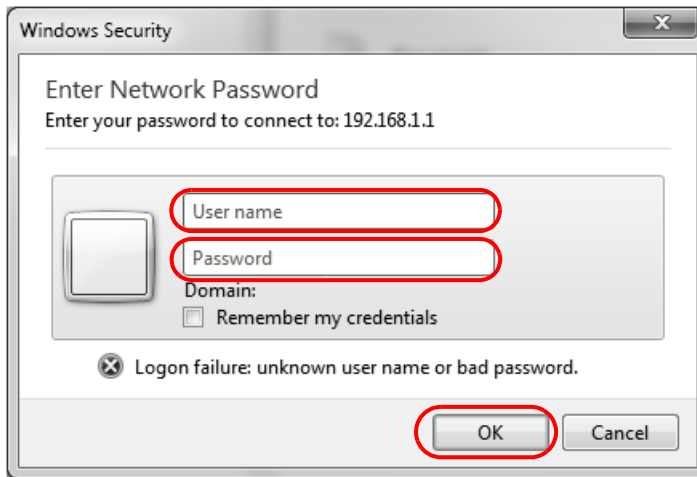 Windows Security
Enter Network Password
Enter your password to connect to: 192.168.1.1
User name
Password
Domain:
Remember my credentials
Logon failure: unknown user name or bad password.
OK Cancel